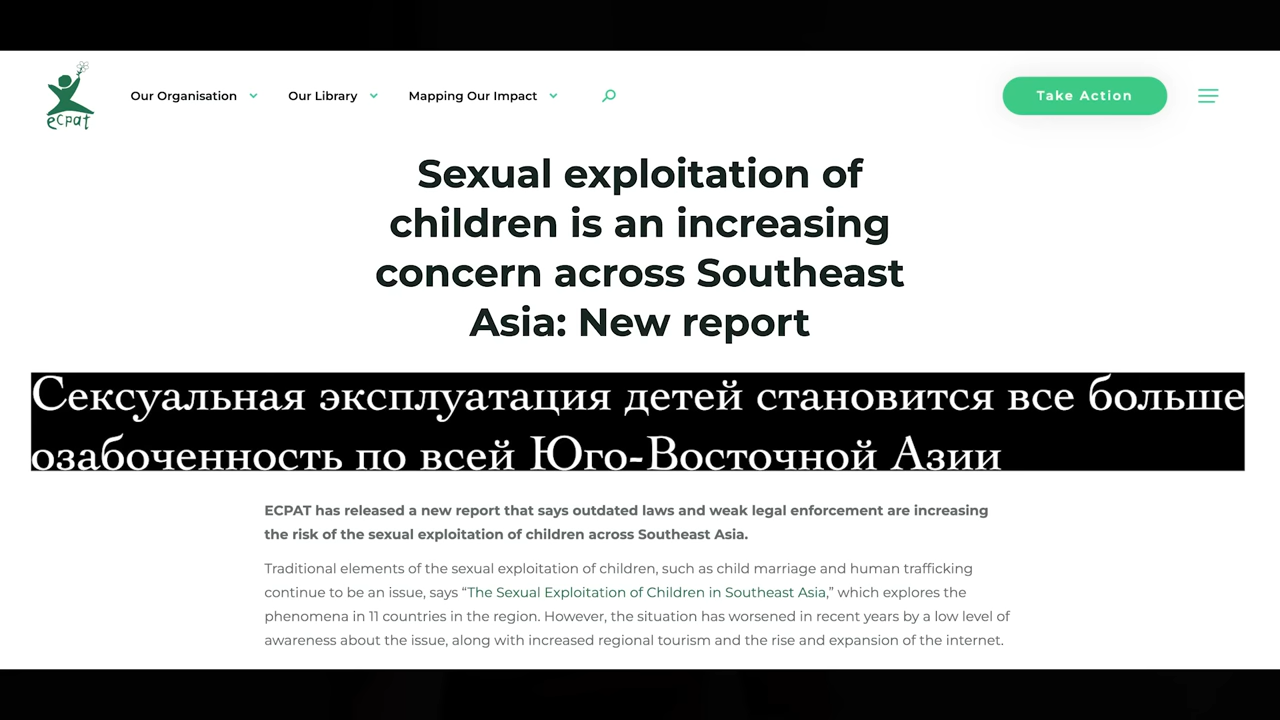 ecpat
Our Organisation
Our Library
Mapping Our Impact
Take Action
Sexual exploitation of
children is an increasing
concern across Southeast
Asia: New report
Сексуальная эксплуатация детей становится все больше
озабоченность по всей Юго-Восточной Азии
ECPAT has released a new report that says outdated laws and weak legal enforcement are increasing
the risk of the sexual exploitation of children across Southeast Asia.
Traditional elements of the sexual exploitation of children, such as child marriage and human trafficking
continue to be an issue, says “The Sexual Exploitation of Children in Southeast Asia,” which explores the
phenomena in 11 countries in the region. However, the situation has worsened in recent years by a low level of
awareness about the issue, along with increased regional tourism and the rise and expansion of the internet.